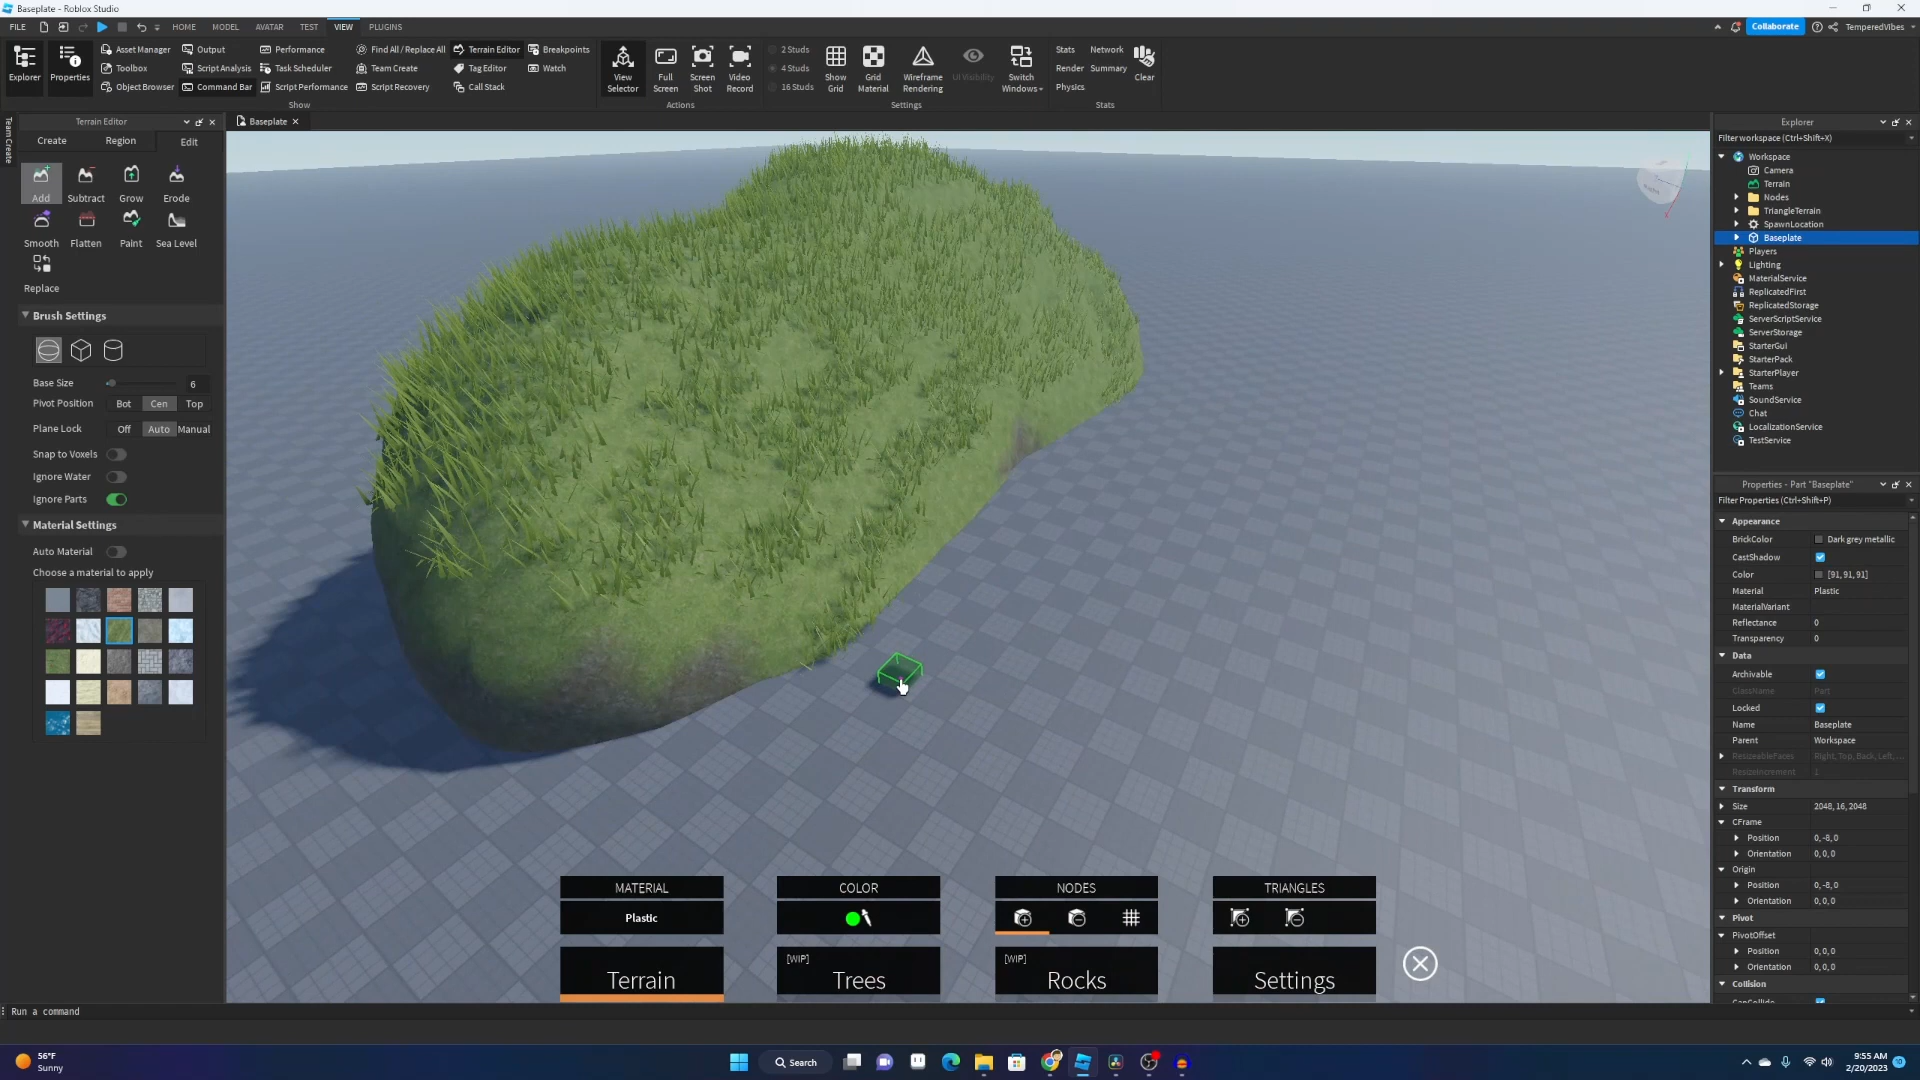 Baseplate - Roblox Studio
FILE HOME MODEL AVATAR TEST VIEW PLUGINS Collaborate TemperedVibes
Explorer
Properties
Asset Manager
Toolbox
Object Browser
Output
Script Analysis
Command Bar
Performance
Task Scheduler
Script Performance
Find All / Replace All
Team Create
Script Recovery
Terrain Editor
Tag Editor
Call Stack
Breakpoints
Watch
Show
View Selector
Full Screen
Screen Shot
Video Record
Actions
2 Studs
4 Studs
16 Studs
Show Grid
Grid Material
Wireframe Rendering
UI Visibility
Switch Windows
Settings
Stats
Render
Physics
Network
Summary
Clear
Stats
Team Create
Terrain Editor
Create Region Edit
Add Subtract Grow Erode
Smooth Flatten Paint Sea Level
Replace
Brush Settings
Base Size 6
Pivot Position Bot Cen Top
Plane Lock Off Auto Manual
Snap to Voxels
Ignore Water
Ignore Parts
Material Settings
Auto Material
Choose a material to apply
Baseplate
MATERIAL
Plastic
COLOR
NODES
TRIANGLES
Terrain
[WIP]
Trees
[WIP]
Rocks
Settings
Explorer
Filter workspace (Ctrl+Shift+X)
Workspace
Camera
Terrain
Nodes
TriangleTerrain
SpawnLocation
Baseplate
Players
Lighting
MaterialService
ReplicatedFirst
ReplicatedStorage
ServerScriptService
ServerStorage
StarterGui
StarterPack
StarterPlayer
Teams
SoundService
Chat
LocalizationService
TestService
Properties - Part "Baseplate"
Filter Properties (Ctrl+Shift+P)
Appearance
BrickColor Dark grey metallic
CastShadow
Color [91, 91, 91]
Material Plastic
MaterialVariant
Reflectance 0
Transparency 0
Data
Archivable
ClassName Part
Locked
Name Baseplate
Parent Workspace
ResizeableFaces Right, Top, Back, Left, ...
ResizeIncrement 1
Transform
Size 2048, 16, 2048
CFrame
Position 0, -8, 0
Orientation 0, 0, 0
Origin
Position 0, -8, 0
Orientation 0, 0, 0
Pivot
PivotOffset
Position 0, 0, 0
Orientation 0, 0, 0
Collision
CanCollide
Run a command
56°F
Sunny
Search
9:55 AM
2/20/2023